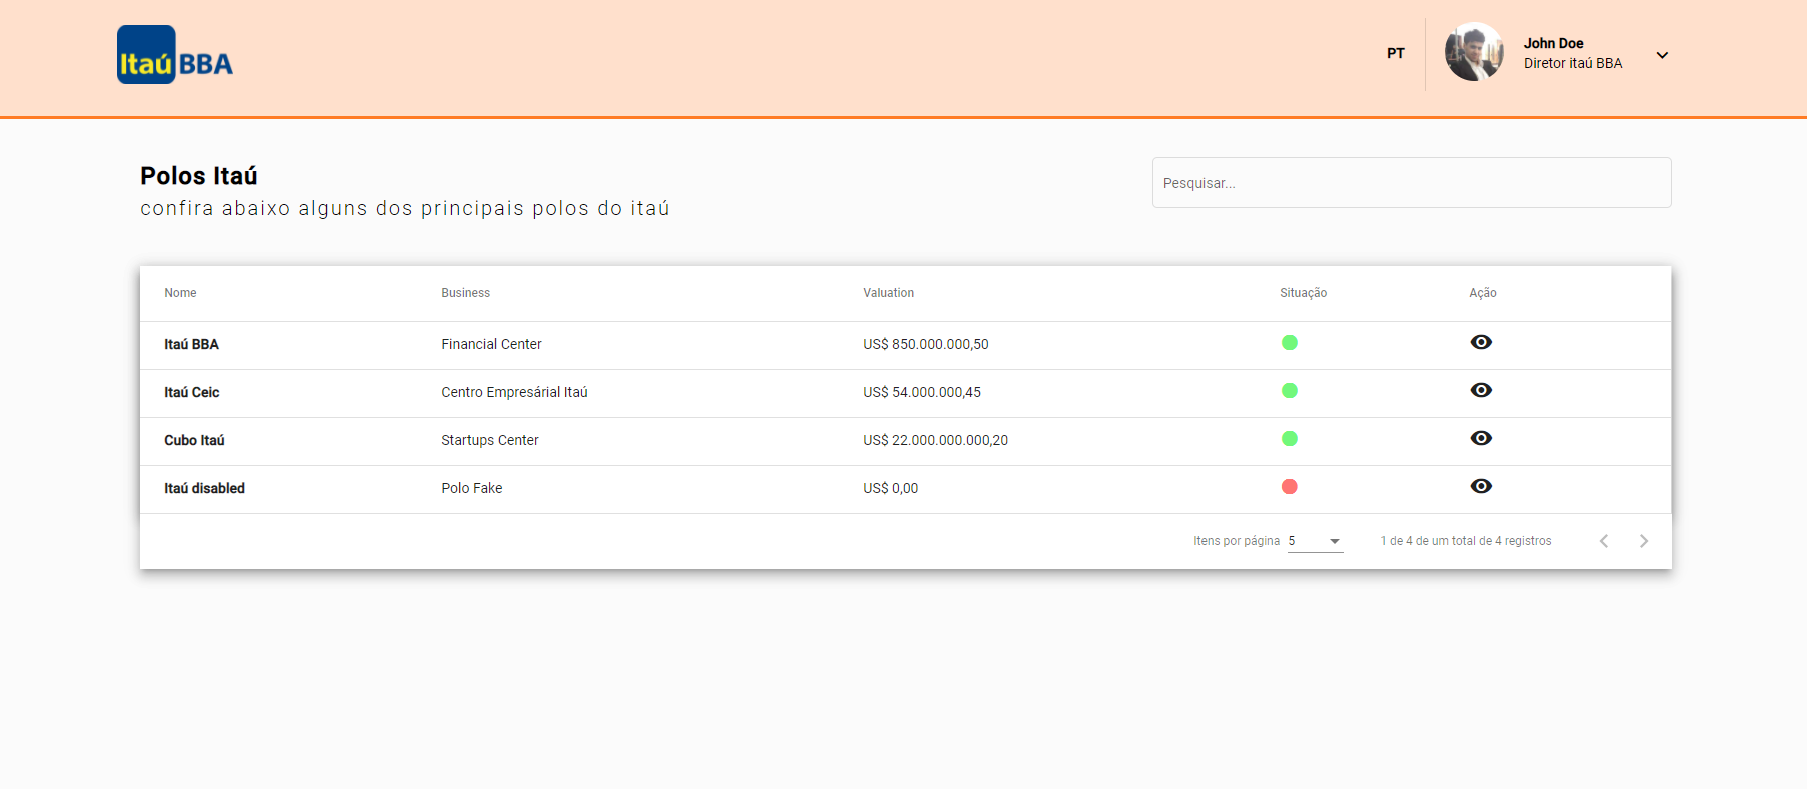 Itaú BBA
PT
John Doe
Diretor itaú BBA
Polos Itaú
confira abaixo alguns dos principais polos do itaú
Pesquisar...
Nome Business Valuation Situação Ação
Itaú BBA Financial Center US$ 850.000.000,50
Itaú Ceic Centro Empresárial Itaú US$ 54.000.000,45
Cubo Itaú Startups Center US$ 22.000.000.000,20
Itaú disabled Polo Fake US$ 0,00
Itens por página 5 1 de 4 de um total de 4 registros